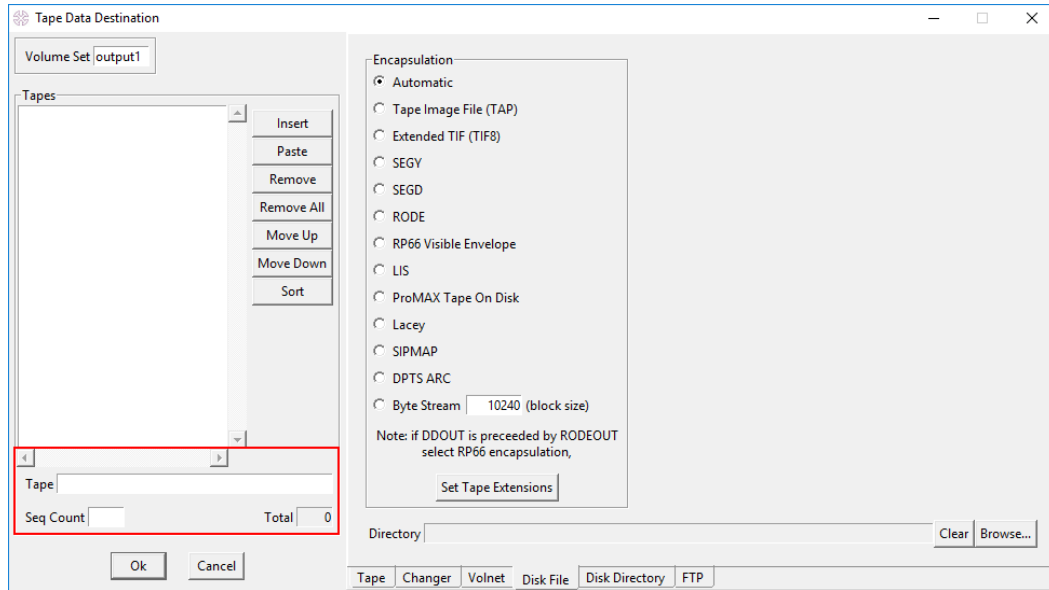 Tape Data Destination
Volume Set output1
Tapes
Insert
Paste
Remove
Remove All
Move Up
Move Down
Sort
Tape
Seq Count
Total 0
Ok Cancel
Encapsulation
Automatic
Tape Image File (TAP)
Extended TIF (TIF8)
SEGY
SEGD
RODE
RP66 Visible Envelope
LIS
ProMAX Tape On Disk
Lacey
SIPMAP
DPTS ARC
Byte Stream 10240 (block size)
Note: if DDOUT is preceeded by RODEOUT
select RP66 encapsulation,
Set Tape Extensions
Directory Clear Browse...
Tape Changer Volnet Disk File Disk Directory FTP